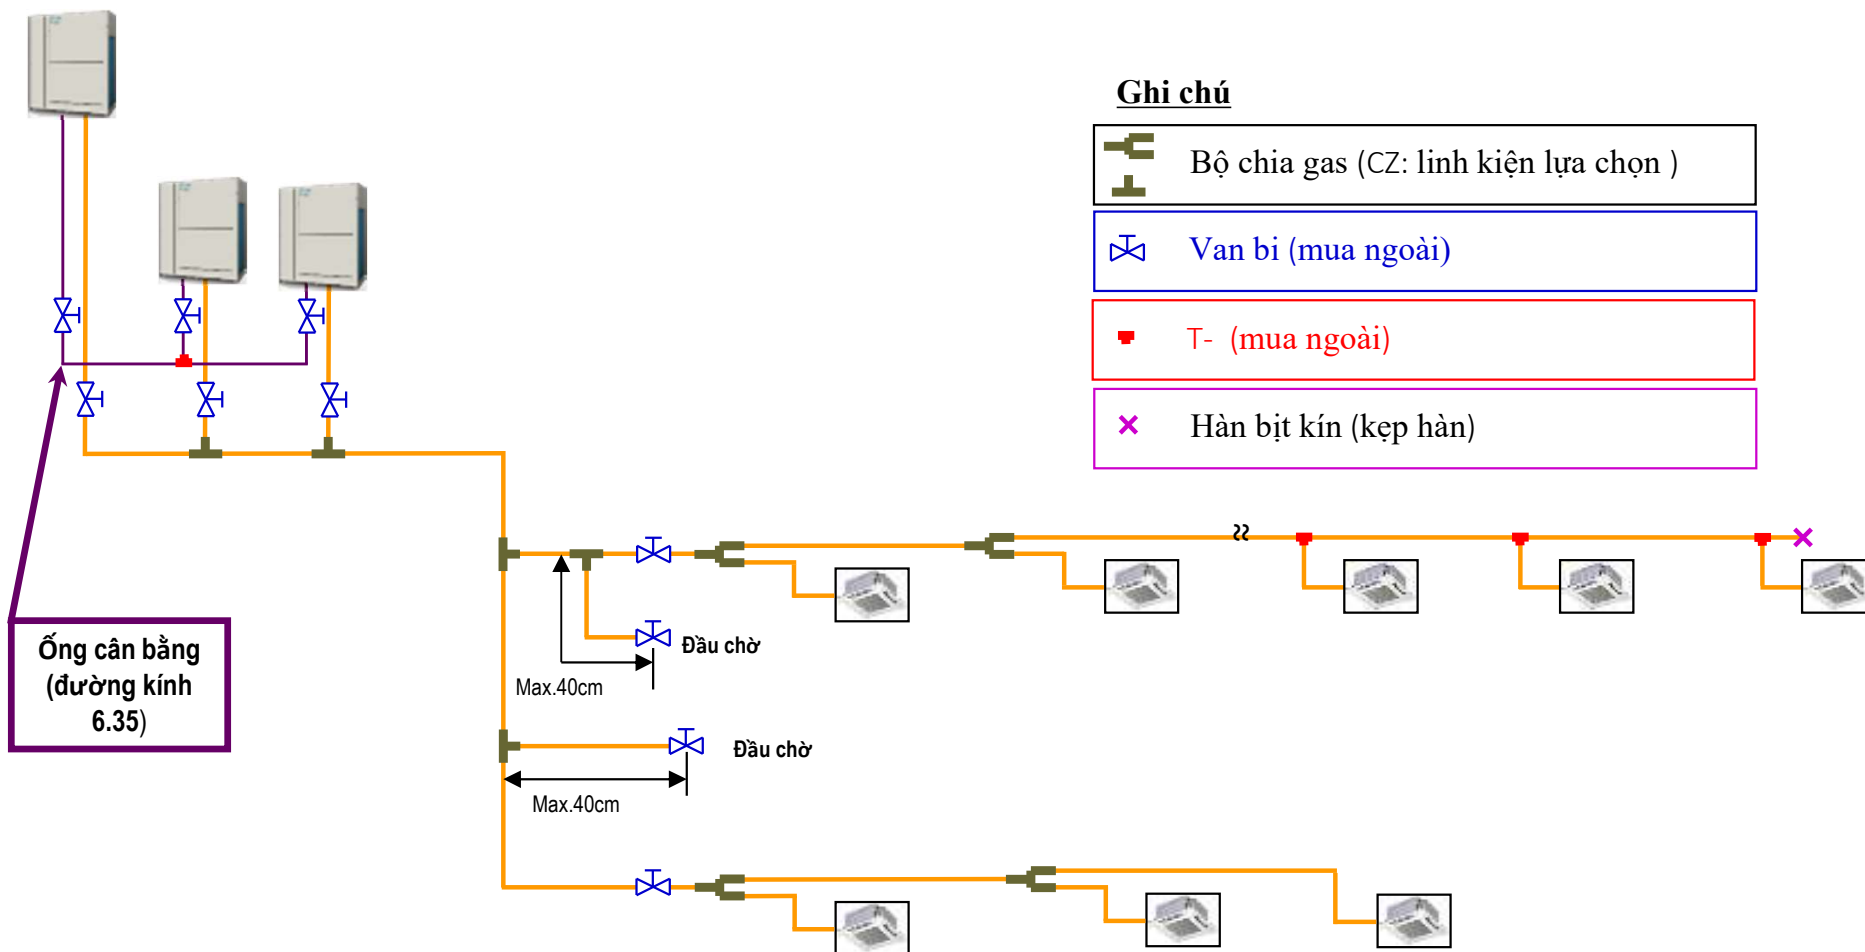 Ghi chú
Bộ chia gas (CZ: linh kiện lựa chọn )
Van bi (mua ngoài)
T- (mua ngoài)
Hàn bịt kín (kẹp hàn)
Ống cân bằng
(đường kính
6.35)
Đầu chờ
Max.40cm
Đầu chờ
Max.40cm